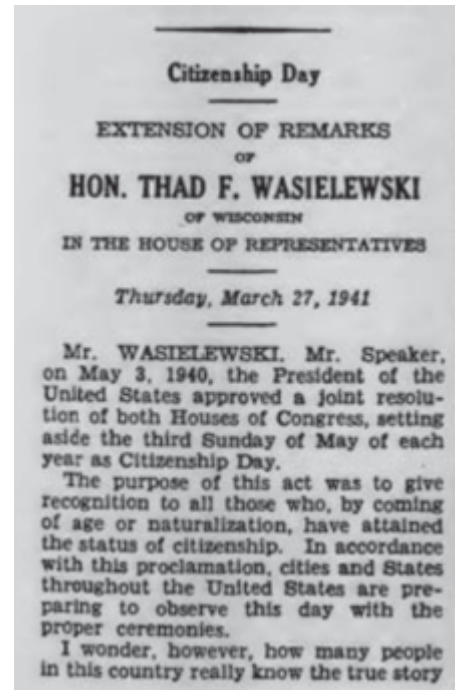 Citizenship Day
EXTENSION OF REMARKS
OF
HON. THAD F. WASIELEWSKI
OF WISCONSIN
IN THE HOUSE OF REPRESENTATIVES
Thursday, March 27, 1941
Mr. WASIELEWSKI. Mr. Speaker,
on May 3, 1940, the President of the
United States approved a joint resolu-
tion of both Houses of Congress, setting
aside the third Sunday of May of each
year as Citizenship Day.
The purpose of this act was to give
recognition to all those who, by coming
of age or naturalization, have attained
the status of citizenship. In accordance
with this proclamation, cities and States
throughout the United States are pre-
paring to observe this day with the
proper ceremonies.
I wonder, however, how many people
in this country really know the true story